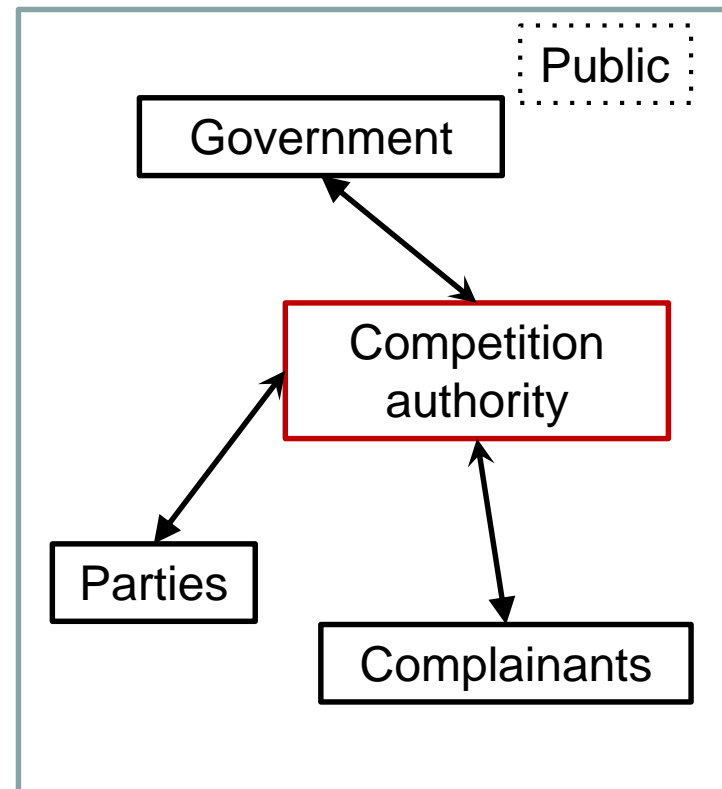 Public
Government
Competition
authority
Parties
Complainants